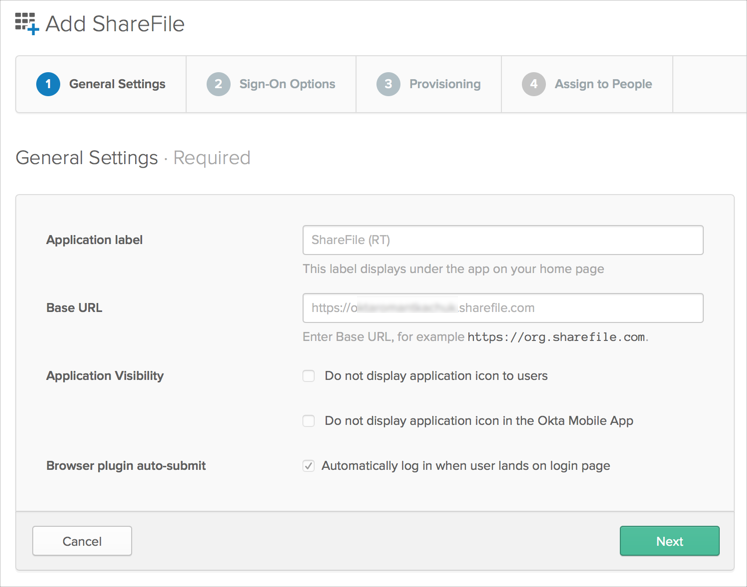 Add ShareFile
1 General Settings
2 Sign-On Options
3 Provisioning
4 Assign to People
General Settings · Required
Application label
ShareFile (RT)
This label displays under the app on your home page
Base URL
https://o .sharefile.com
Enter Base URL, for example https://org.sharefile.com.
Application Visibility
Do not display application icon to users
Do not display application icon in the Okta Mobile App
Browser plugin auto-submit
Automatically log in when user lands on login page
Cancel
Next